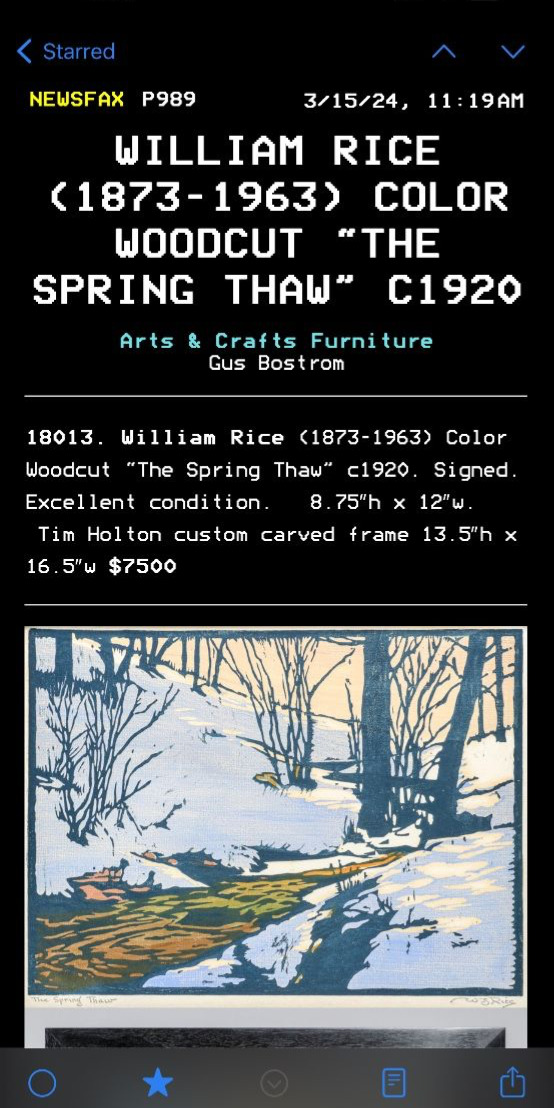 Starred
NEWSFAX P989 3/15/24, 11:19AM
WILLIAM RICE
(1873-1963) COLOR
WOODCUT "THE
SPRING THAW" C1920
Arts & Crafts Furniture
Gus Bostrom
18013. William Rice (1873-1963) Color
Woodcut "The Spring Thaw" c1920. Signed.
Excellent condition. 8.75"h x 12"w.
Tim Holton custom carved frame 13.5"h x
16.5"w $7500
The Spring Thaw W S Rice